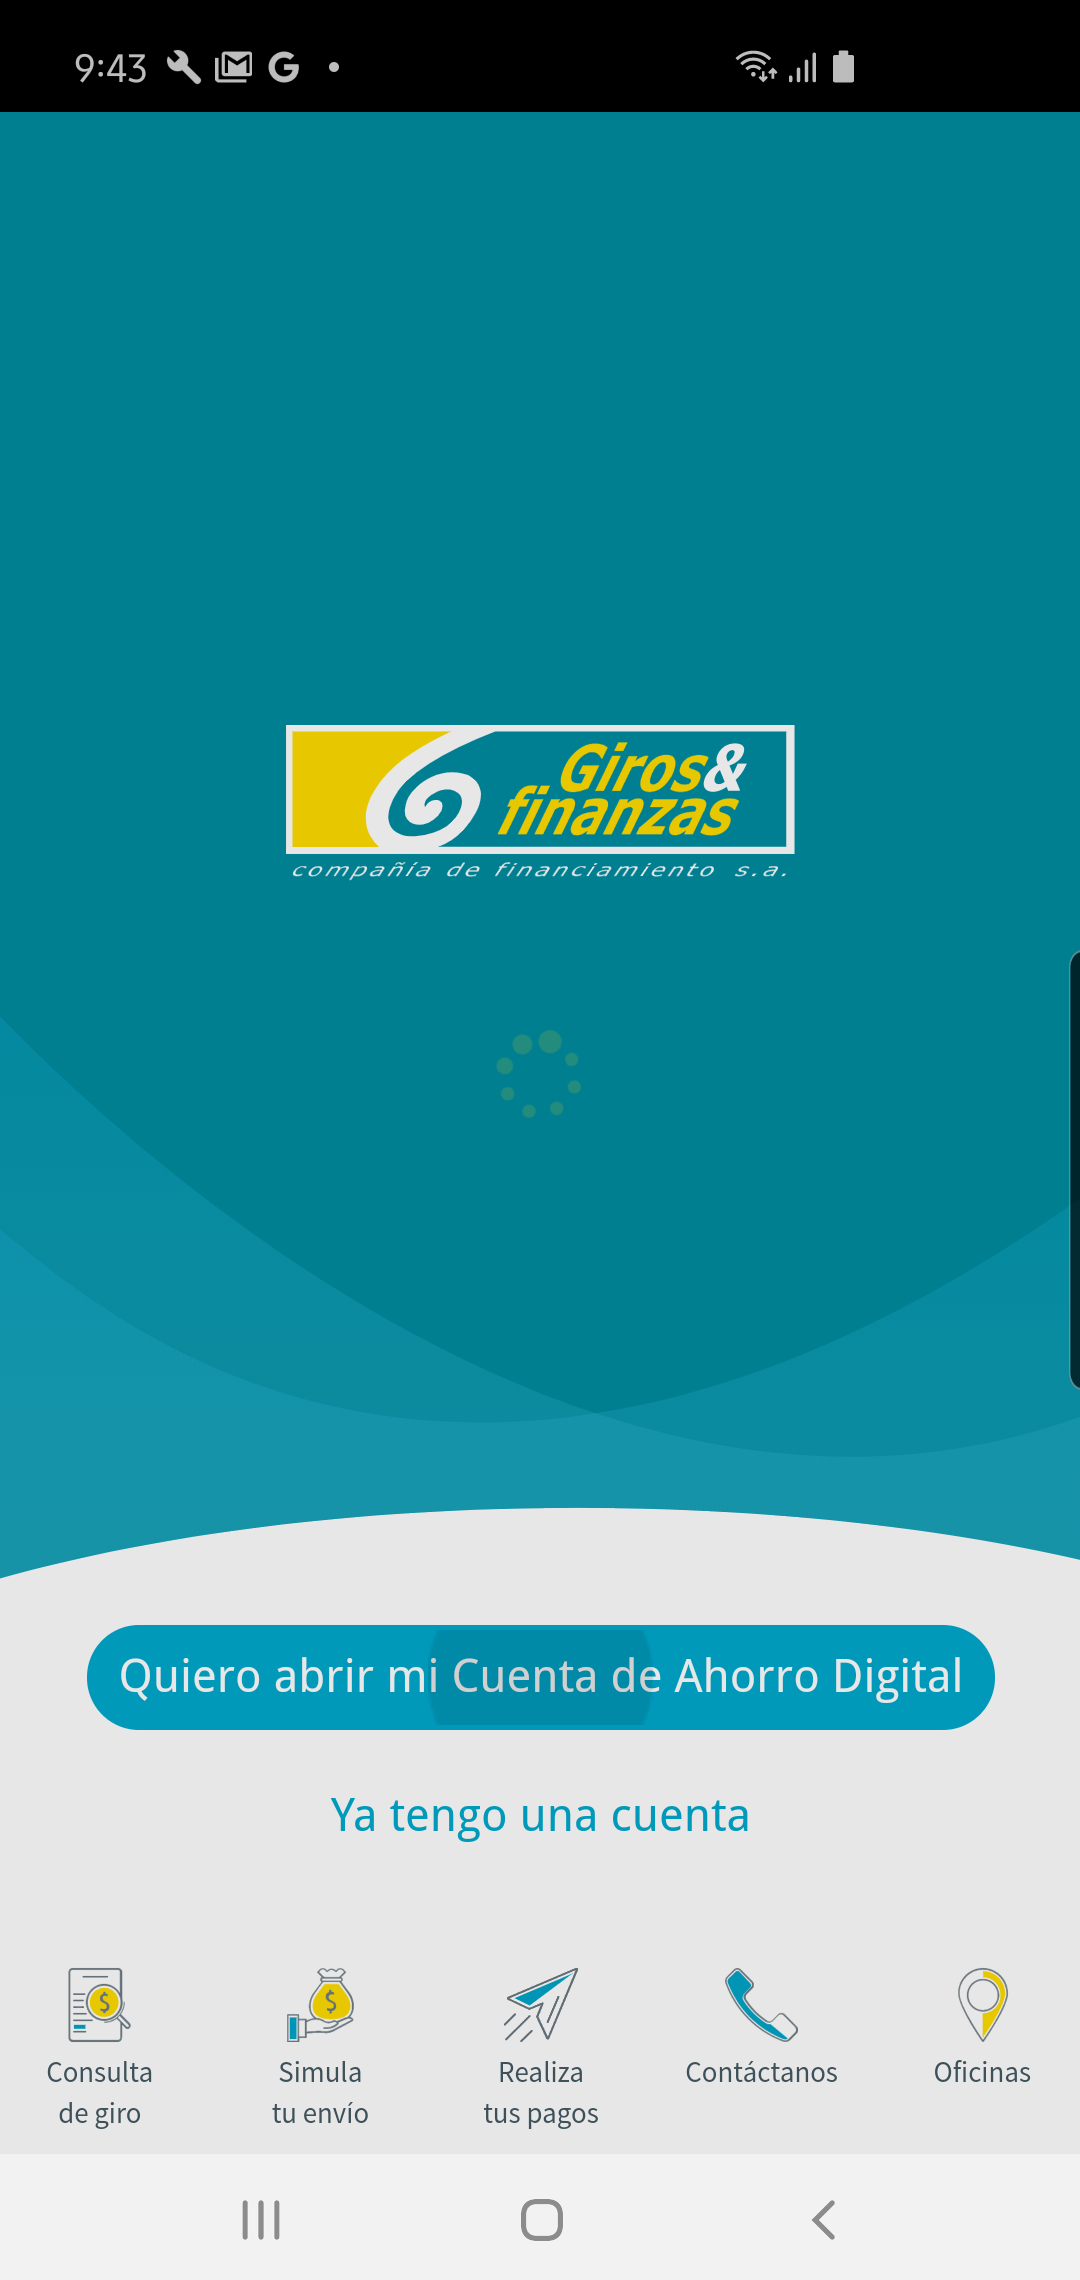 9:43
Giros&
finanzas
compañía de financiamiento s.a.
Quiero abrir mi Cuenta de Ahorro Digital
Ya tengo una cuenta
Consulta
de giro
Simula
tu envío
Realiza
tus pagos
Contáctanos
Oficinas